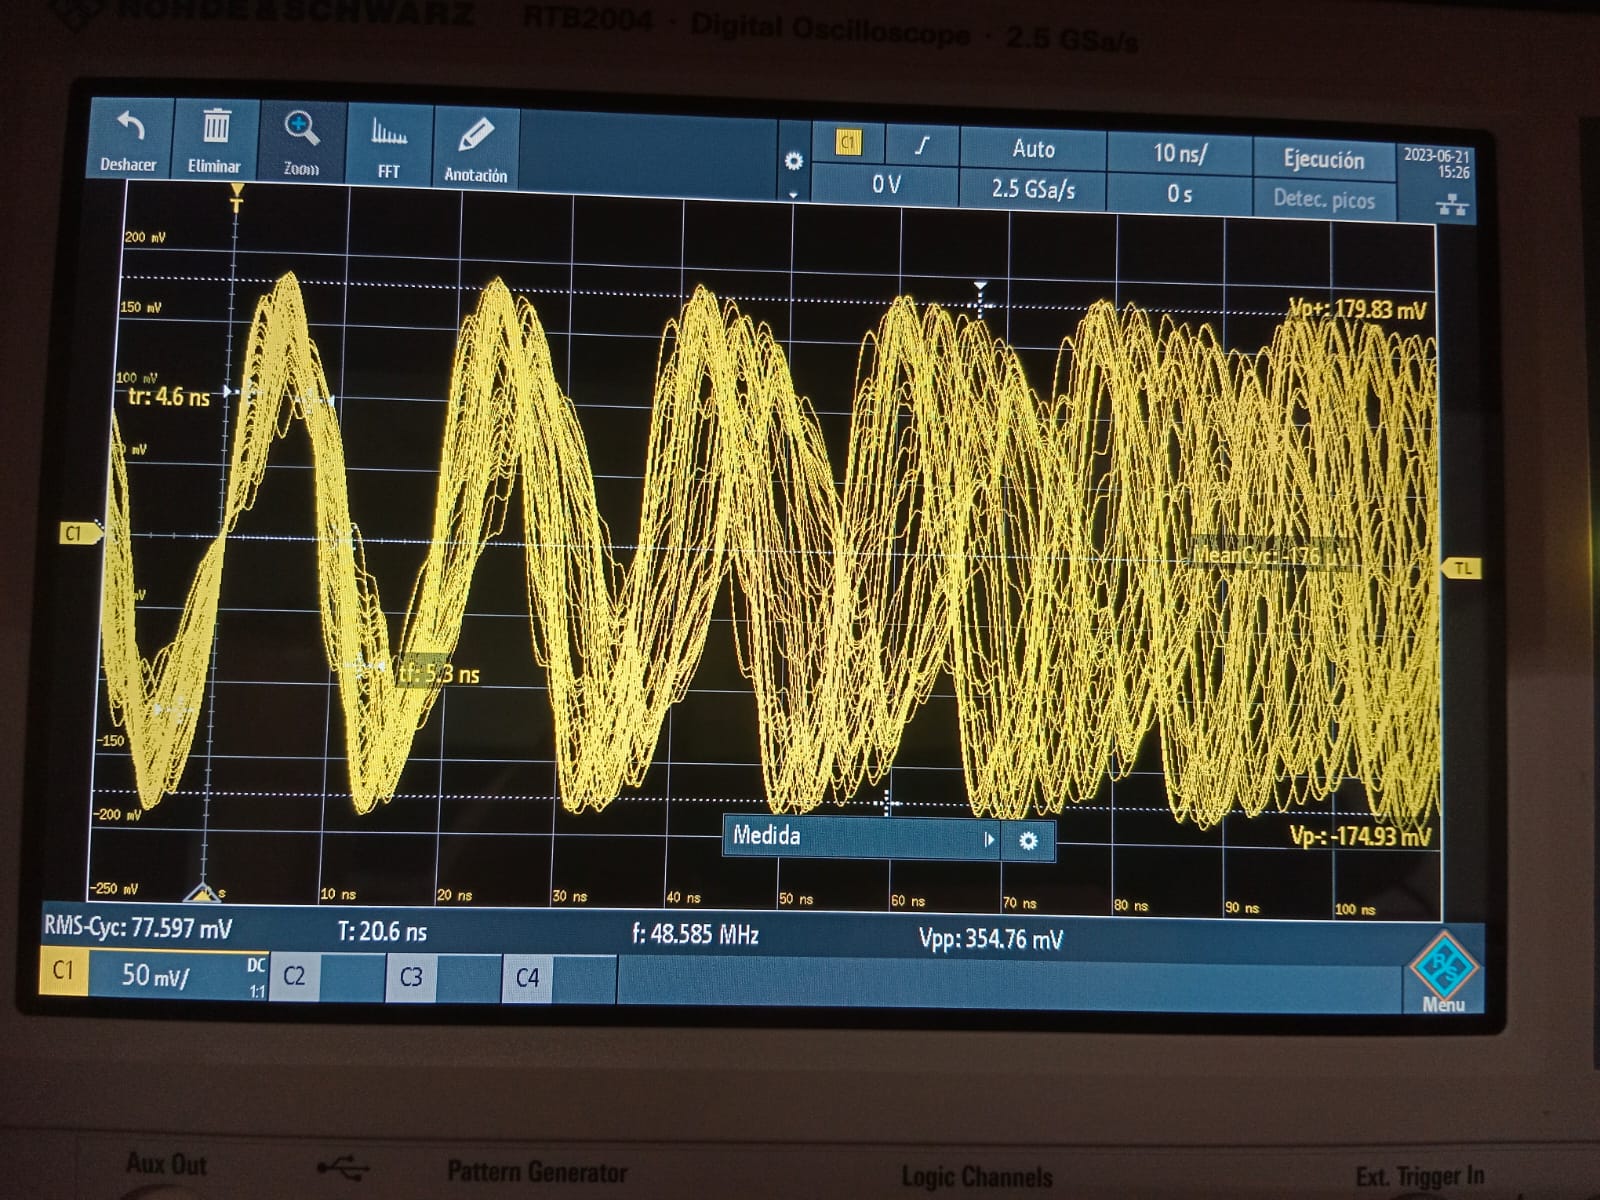 ROHDE&SCHWARZ RTB2004 · Digital Oscilloscope · 2.5 GSa/s
Deshacer Eliminar Zoom FFT Anotación
C1 Auto 10 ns/ Ejecución 2023-06-21
15:26
0 V 2.5 GSa/s 0 s Detec. picos
T
200 mV
150 mV
Vp+: 179.83 mV
100 mV
tr: 4.6 ns
mV
C1
MeanCyc: -176 µV
TL
mV
tf: 5.3 ns
-150
-200 mV
Medida
Vp-: -174.93 mV
-250 mV
s 10 ns 20 ns 30 ns 40 ns 50 ns 60 ns 70 ns 80 ns 90 ns 100 ns
RMS-Cyc: 77.597 mV T: 20.6 ns f: 48.585 MHz Vpp: 354.76 mV
C1 50 mV/ DC
1:1
C2 C3 C4
R S
Menu
Aux Out Pattern Generator Logic Channels Ext. Trigger In